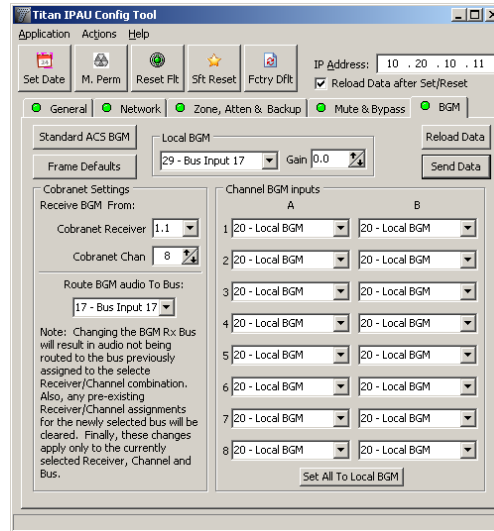 Titan IPAU Config Tool
Application Actions Help
Set Date M. Perm Reset Flt Sft Reset Fctry Dflt
IP Address: 10 . 20 . 10 . 11
Reload Data after Set/Reset
General Network Zone, Atten & Backup Mute & Bypass BGM
Standard ACS BGM
Frame Defaults
Local BGM
29 - Bus Input 17 Gain 0.0
Reload Data
Send Data
Cobranet Settings
Receive BGM From:
Cobranet Receiver 1.1
Cobranet Chan 8
Route BGM audio To Bus:
17 - Bus Input 17
Note: Changing the BGM Rx Bus
will result in audio not being
routed to the bus previously
assigned to the selecte
Receiver/Channel combination.
Also, any pre-existing
Receiver/Channel assignments
for the newly selected bus will be
cleared. Finally, these changes
apply only to the currently
selected Receiver, Channel and
Bus.
Channel BGM inputs
A B
1 20 - Local BGM 20 - Local BGM
2 20 - Local BGM 20 - Local BGM
3 20 - Local BGM 20 - Local BGM
4 20 - Local BGM 20 - Local BGM
5 20 - Local BGM 20 - Local BGM
6 20 - Local BGM 20 - Local BGM
7 20 - Local BGM 20 - Local BGM
8 20 - Local BGM 20 - Local BGM
Set All To Local BGM